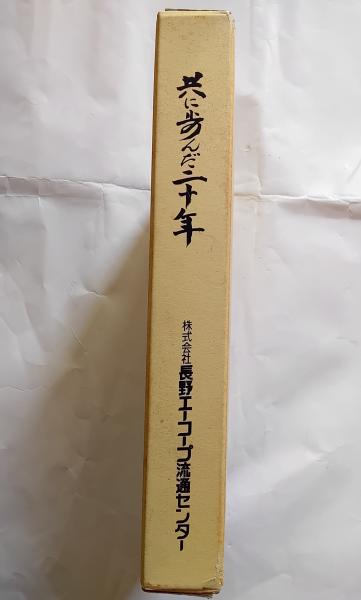 共に歩んだ二十年
株式会社 長野エーコープ流通センター